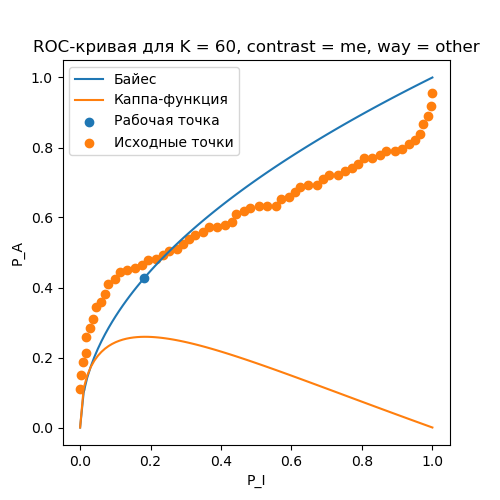 ROC-кривая для K = 60, contrast = me, way = other
Байес
Каппа-функция
Рабочая точка
Исходные точки
P_A
1.0
0.8
0.6
0.4
0.2
0.0
0.0 0.2 0.4 0.6 0.8 1.0
P_I